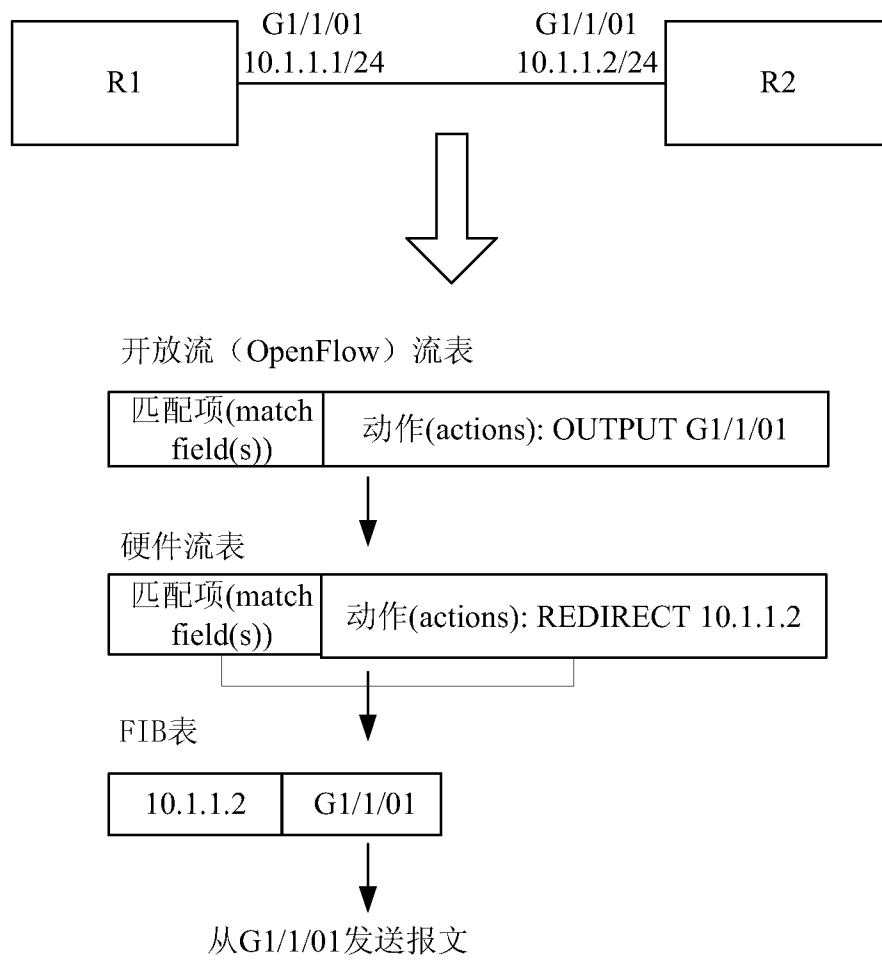 G1/1/01
10.1.1.1/24
G1/1/01
10.1.1.2/24
R1
R2
开放流（OpenFlow）流表
匹配项(match
field(s))
动作(actions): OUTPUT G1/1/01
硬件流表
匹配项(match
field(s))
动作(actions): REDIRECT 10.1.1.2
FIB表
10.1.1.2
G1/1/01
从G1/1/01发送报文